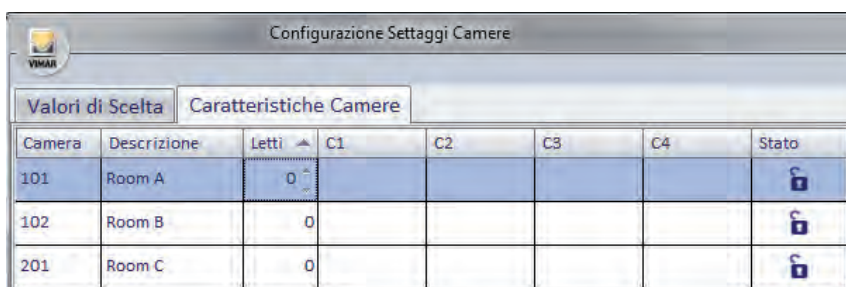 Configurazione Settaggi Camere
VIMAR
Valori di Scelta Caratteristiche Camere
Camera Descrizione Letti C1 C2 C3 C4 Stato
101 Room A 0
102 Room B 0
201 Room C 0